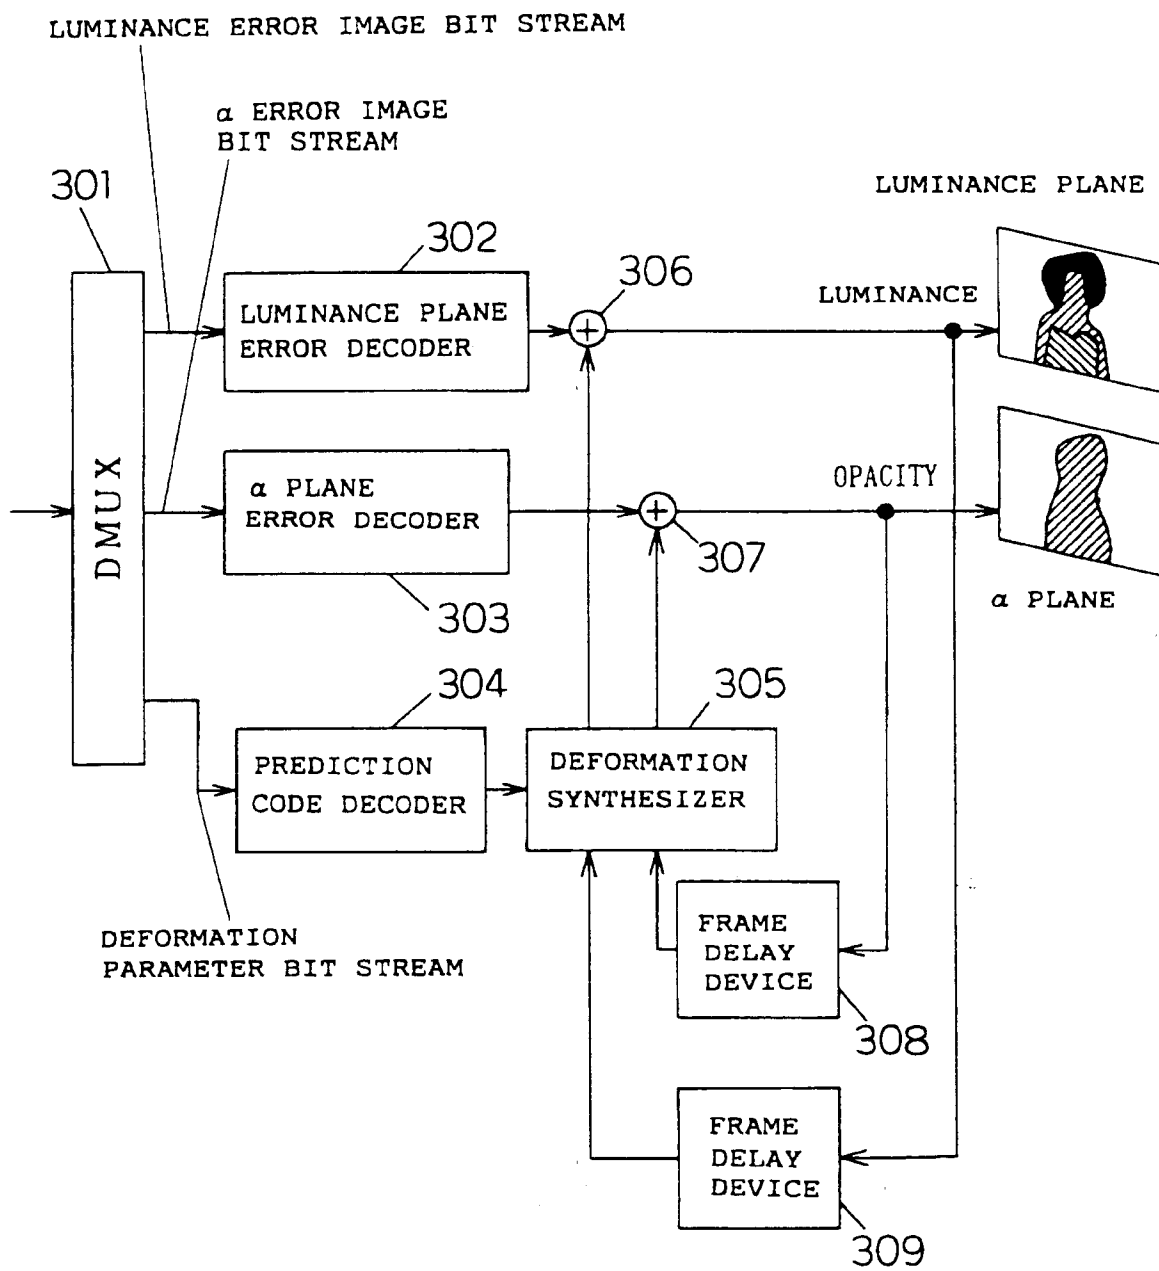 LUMINANCE ERROR IMAGE BIT STREAM
α ERROR IMAGE
BIT STREAM
301
LUMINANCE PLANE
302
306
LUMINANCE
LUMINANCE PLANE
ERROR DECODER
+
DMUX
α PLANE
ERROR DECODER
+
OPACITY
307
303
α PLANE
304
305
PREDICTION
CODE DECODER
DEFORMATION
SYNTHESIZER
DEFORMATION
PARAMETER BIT STREAM
FRAME
DELAY
DEVICE
308
FRAME
DELAY
DEVICE
309